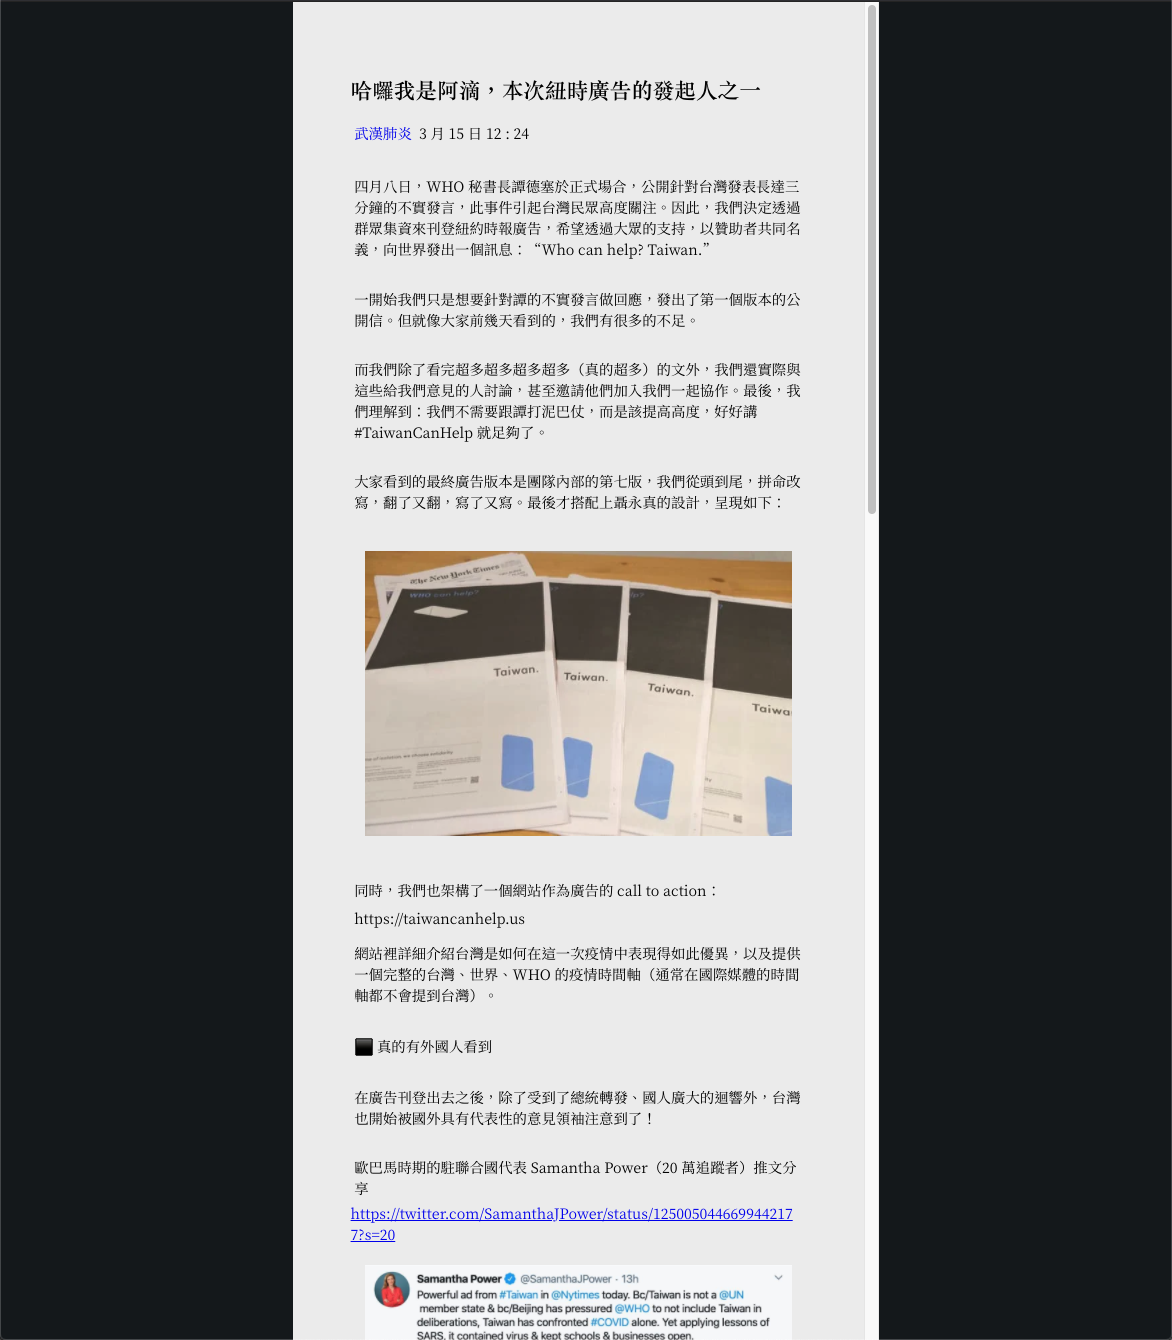 哈囉我是阿滴，本次紐時廣告的發起人之一
武漢肺炎 3 月 15 日 12 : 24
四月八日，WHO 秘書長譚德塞於正式場合，公開針對台灣發表長達三
分鐘的不實發言，此事件引起台灣民眾高度關注。因此，我們決定透過
群眾集資來刊登紐約時報廣告，希望透過大眾的支持，以贊助者共同名
義，向世界發出一個訊息： “Who can help? Taiwan.”
一開始我們只是想要針對譚的不實發言做回應，發出了第一個版本的公
開信。但就像大家前幾天看到的，我們有很多的不足。
而我們除了看完超多超多超多超多（真的超多）的文外，我們還實際與
這些給我們意見的人討論，甚至邀請他們加入我們一起協作。最後，我
們理解到：我們不需要跟譚打泥巴仗，而是該提高高度，好好講
#TaiwanCanHelp 就足夠了。
大家看到的最終廣告版本是團隊內部的第七版，我們從頭到尾，拼命改
寫，翻了又翻，寫了又寫。最後才搭配上聶永真的設計，呈現如下：
The New York Times
WHO can help?
Taiwan.
Taiwan.
Taiwan.
Taiwan
同時，我們也架構了一個網站作為廣告的 call to action：
https://taiwancanhelp.us
網站裡詳細介紹台灣是如何在這一次疫情中表現得如此優異，以及提供
一個完整的台灣、世界、WHO 的疫情時間軸（通常在國際媒體的時間
軸都不會提到台灣）。
真的有外國人看到
在廣告刊登出去之後，除了受到了總統轉發、國人廣大的迴響外，台灣
也開始被國外具有代表性的意見領袖注意到了！
歐巴馬時期的駐聯合國代表 Samantha Power（20 萬追蹤者）推文分
享
https://twitter.com/SamanthaJPower/status/125005044669944217
7?s=20
Samantha Power @SamanthaJPower · 13h
Powerful ad from #Taiwan in @Nytimes today. Bc/Taiwan is not a @UN
member state & bc/Beijing has pressured @WHO to not include Taiwan in
deliberations, Taiwan has confronted #COVID alone. Yet applying lessons of
SARS, it contained virus & kept schools & businesses open.